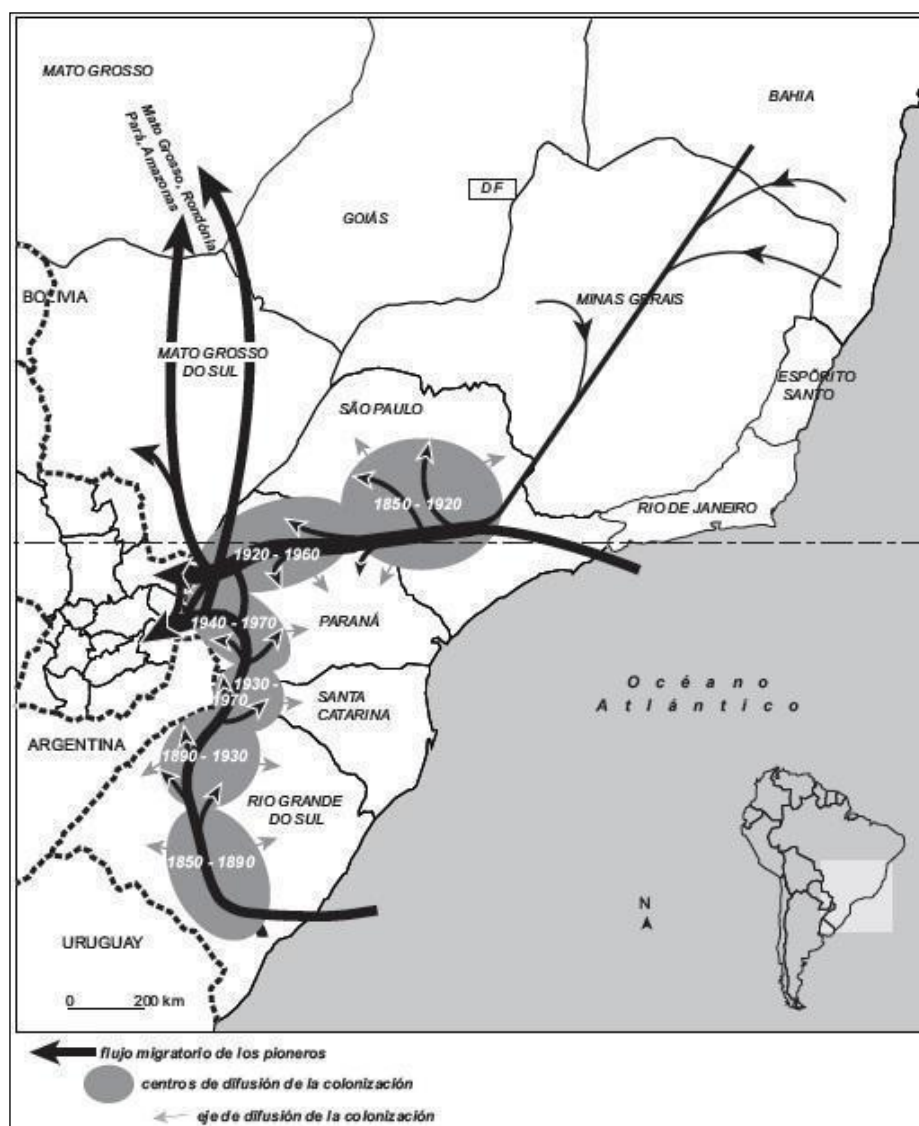 MATO GROSSO
BAHIA
Mato Grosso, Rondônia,
Pará, Amazonas
DF
GOIÁS
BOLIVIA
MINAS GERAIS
MATO GROSSO
DO SUL
ESPÔRITO
SANTO
SÃO PAULO
1850 - 1920
RIO DE JANEIRO
1920 - 1960
1940 - 1970
PARANÁ
1930 -
1970
SANTA
CATARINA
Océano
Atlántico
ARGENTINA
1890 - 1930
RIO GRANDE
DO SUL
1850 - 1890
N
URUGUAY
0 200 km
flujo migratorio de los pioneros
centros de difusión de la colonización
eje de difusión de la colonización